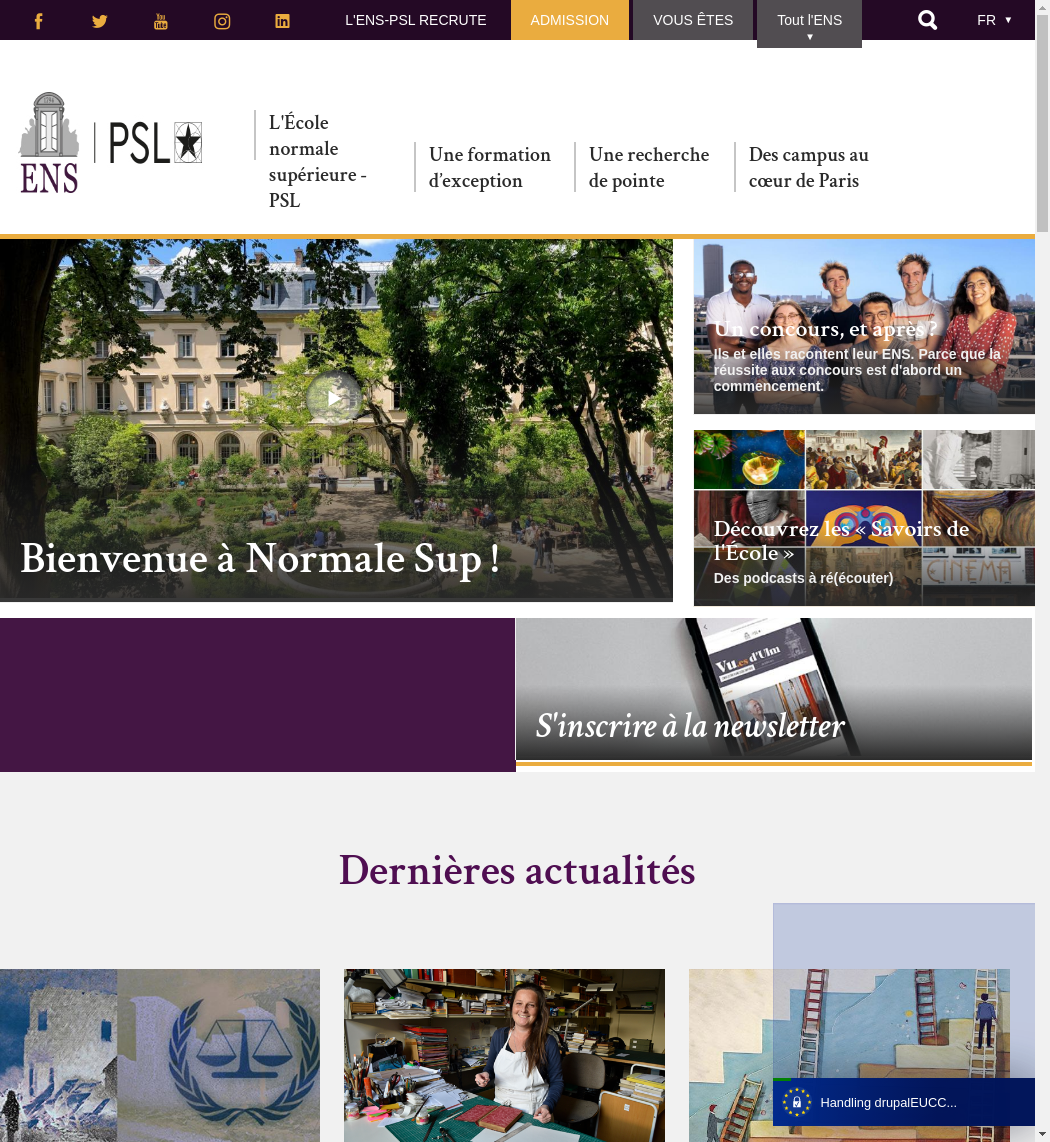 L'ENS-PSL RECRUTE
ADMISSION
VOUS ÊTES
Tout l'ENS
▼
FR ▼
ENS
PSL
L'École
normale
supérieure -
PSL
Une formation
d’exception
Une recherche
de pointe
Des campus au
cœur de Paris
Bienvenue à Normale Sup !
Un concours, et après ?
Ils et elles racontent leur ENS. Parce que la
réussite aux concours est d'abord un
commencement.
Découvrez les « Savoirs de
l'École »
Des podcasts à ré(écouter)
CINEMA
Vu.es d'Ulm
S'inscrire à la newsletter
Dernières actualités
Handling drupalEUCC...